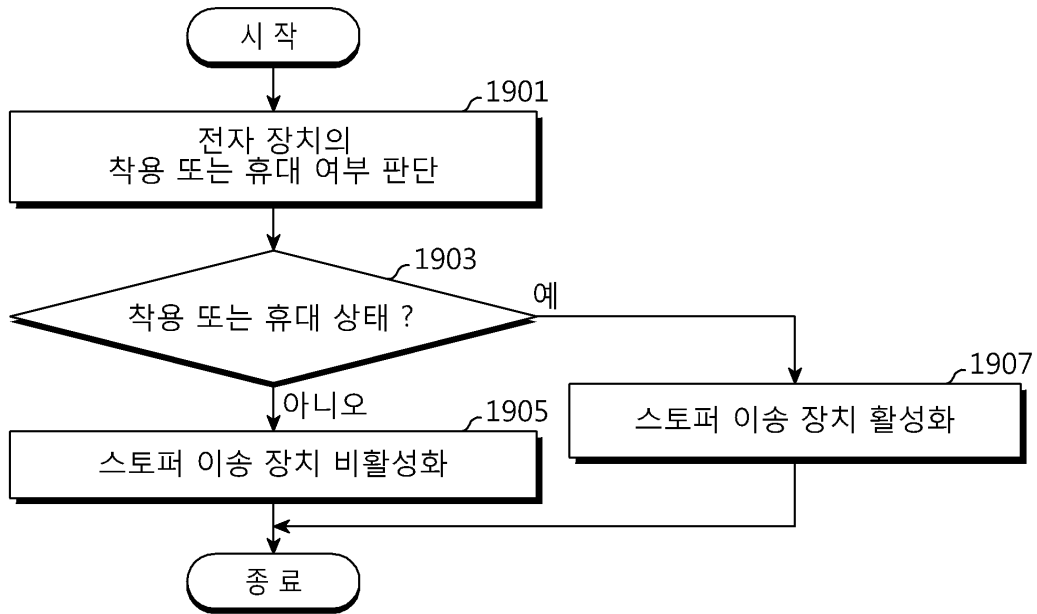 시 작
1901
전자 장치의
착용 또는 휴대 여부 판단
1903
착용 또는 휴대 상태 ?
예
아니오
1905
스토퍼 이송 장치 비활성화
1907
스토퍼 이송 장치 활성화
종 료